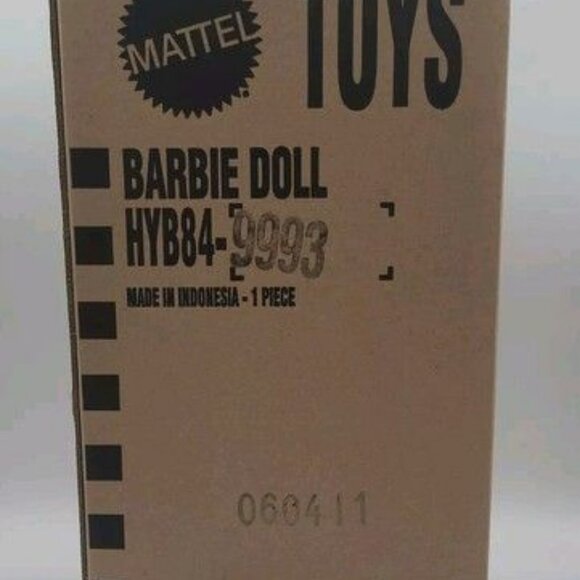 MATTEL
TOYS
BARBIE DOLL
HYB84-9993
MADE IN INDONESIA - 1 PIECE
060411